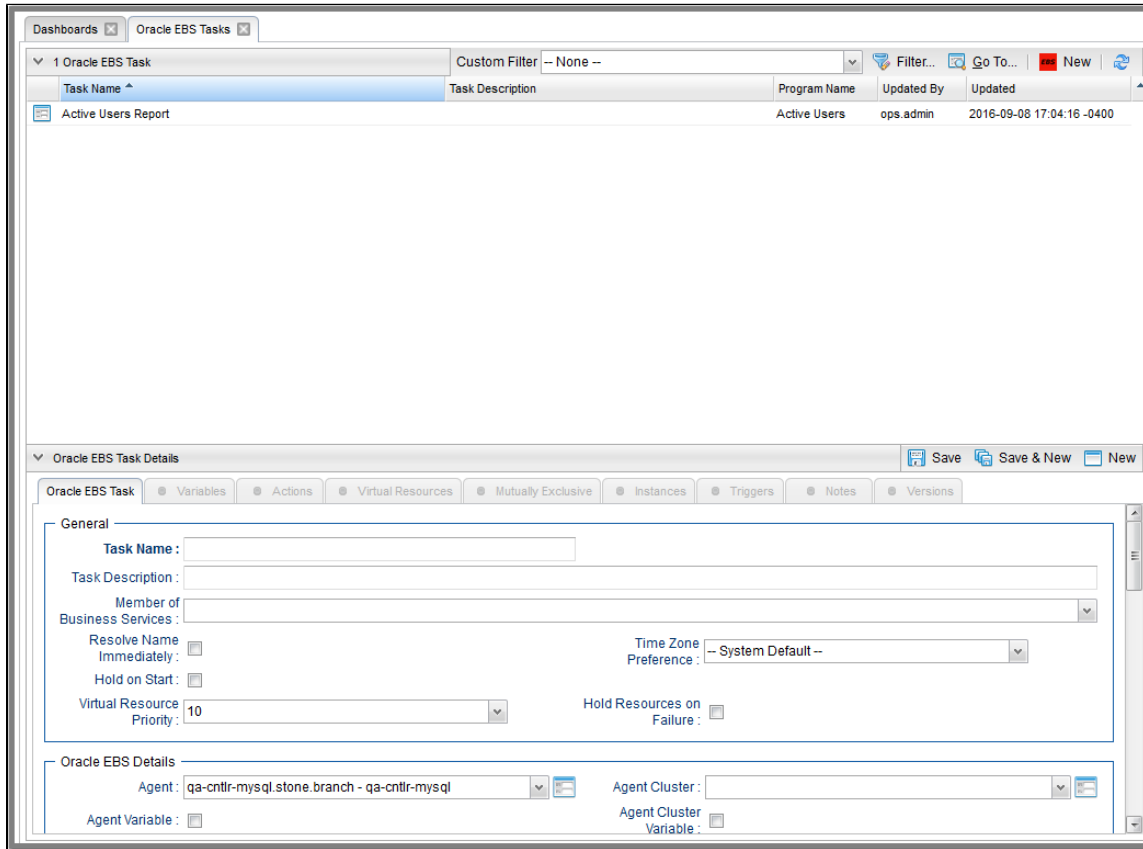 Dashboards Oracle EBS Tasks
1 Oracle EBS Task Custom Filter -- None -- Filter... Go To... EBS New
Task Name Task Description Program Name Updated By Updated
Active Users Report Active Users ops.admin 2016-09-08 17:04:16 -0400
Oracle EBS Task Details Save Save & New New
Oracle EBS Task Variables Actions Virtual Resources Mutually Exclusive Instances Triggers Notes Versions
General
Task Name :
Task Description :
Member of
Business Services :
Resolve Name
Immediately :
Time Zone
Preference : -- System Default --
Hold on Start :
Virtual Resource
Priority : 10
Hold Resources on
Failure :
Oracle EBS Details
Agent : qa-cntlr-mysql.stone.branch - qa-cntlr-mysql Agent Cluster :
Agent Variable :
Agent Cluster
Variable :